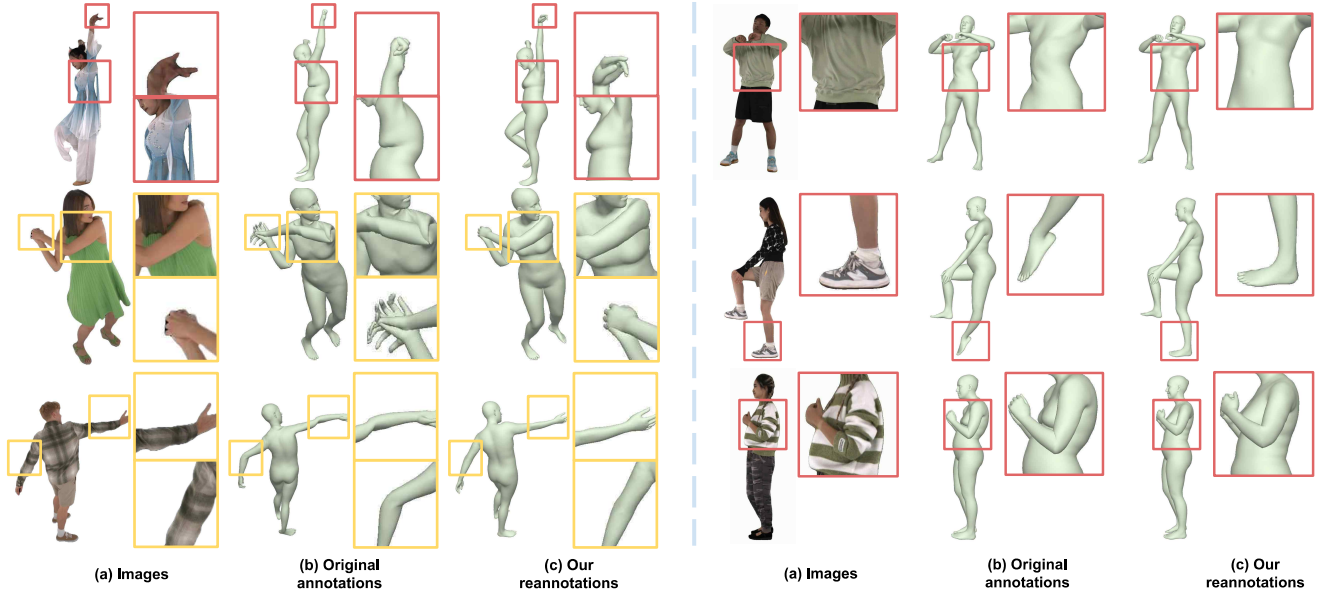 (a) Images
(b) Original
annotations
(c) Our
reannotations
(a) Images
(b) Original
annotations
(c) Our
reannotations